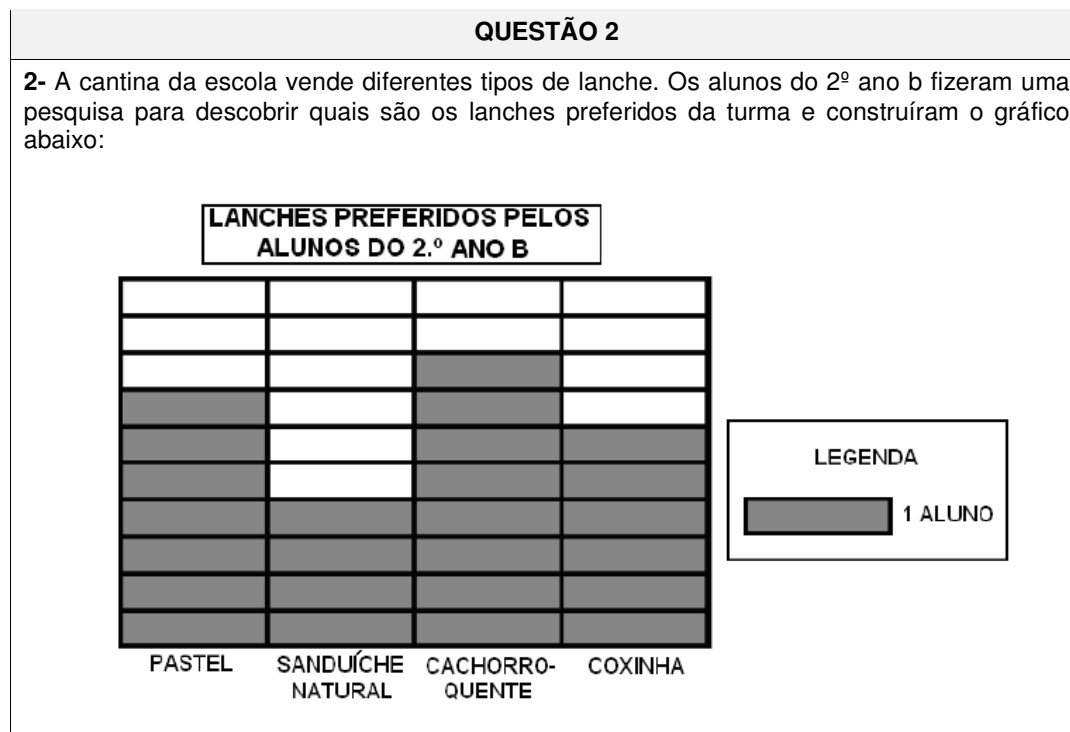 QUESTÃO 2
2- A cantina da escola vende diferentes tipos de lanche. Os alunos do 2º ano b fizeram uma
pesquisa para descobrir quais são os lanches preferidos da turma e construíram o gráfico
abaixo:
LANCHES PREFERIDOS PELOS
ALUNOS DO 2.º ANO B
LEGENDA
1 ALUNO
PASTEL
SANDUÍCHE
NATURAL
CACHORRO-
QUENTE
COXINHA